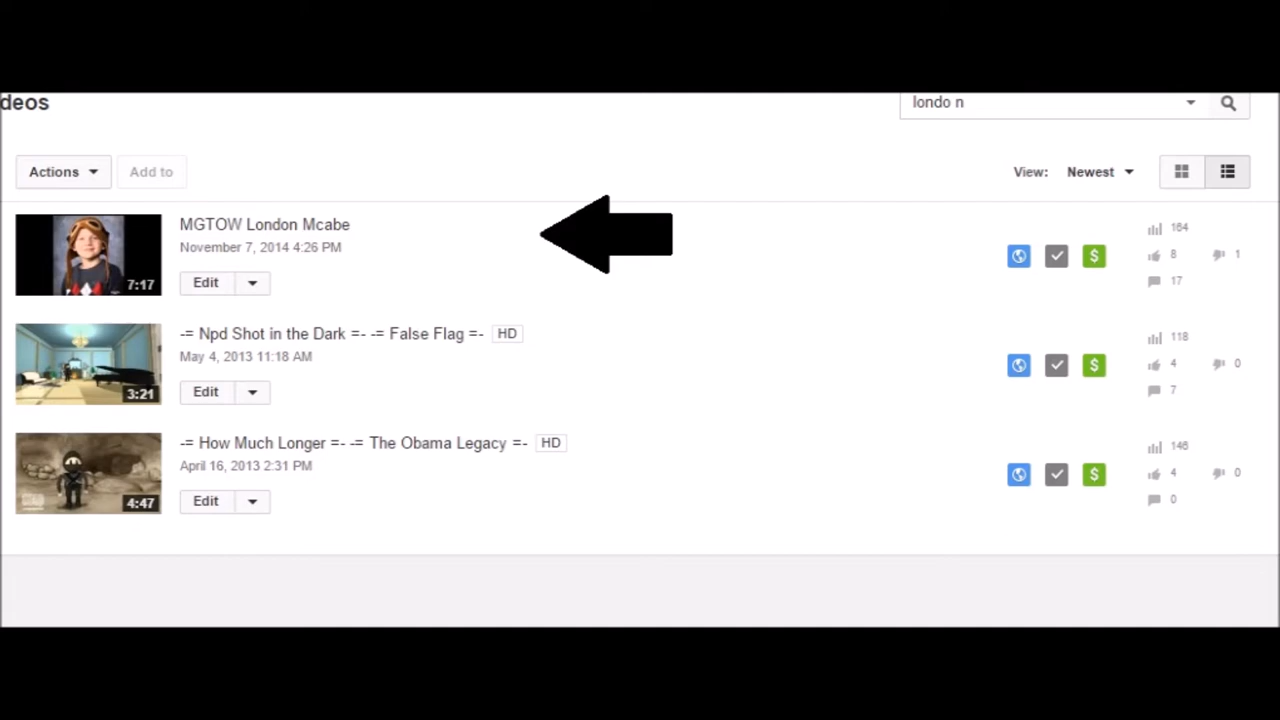 deos
londo n
Actions
Add to
View:
Newest
MGTOW London Mcabe
November 7, 2014 4:26 PM
7:17
Edit
$
164
8
1
17
-= Npd Shot in the Dark =- -= False Flag =- HD
May 4, 2013 11:18 AM
3:21
Edit
$
118
4
0
7
-= How Much Longer =- -= The Obama Legacy =- HD
April 16, 2013 2:31 PM
4:47
Edit
$
146
4
0
0